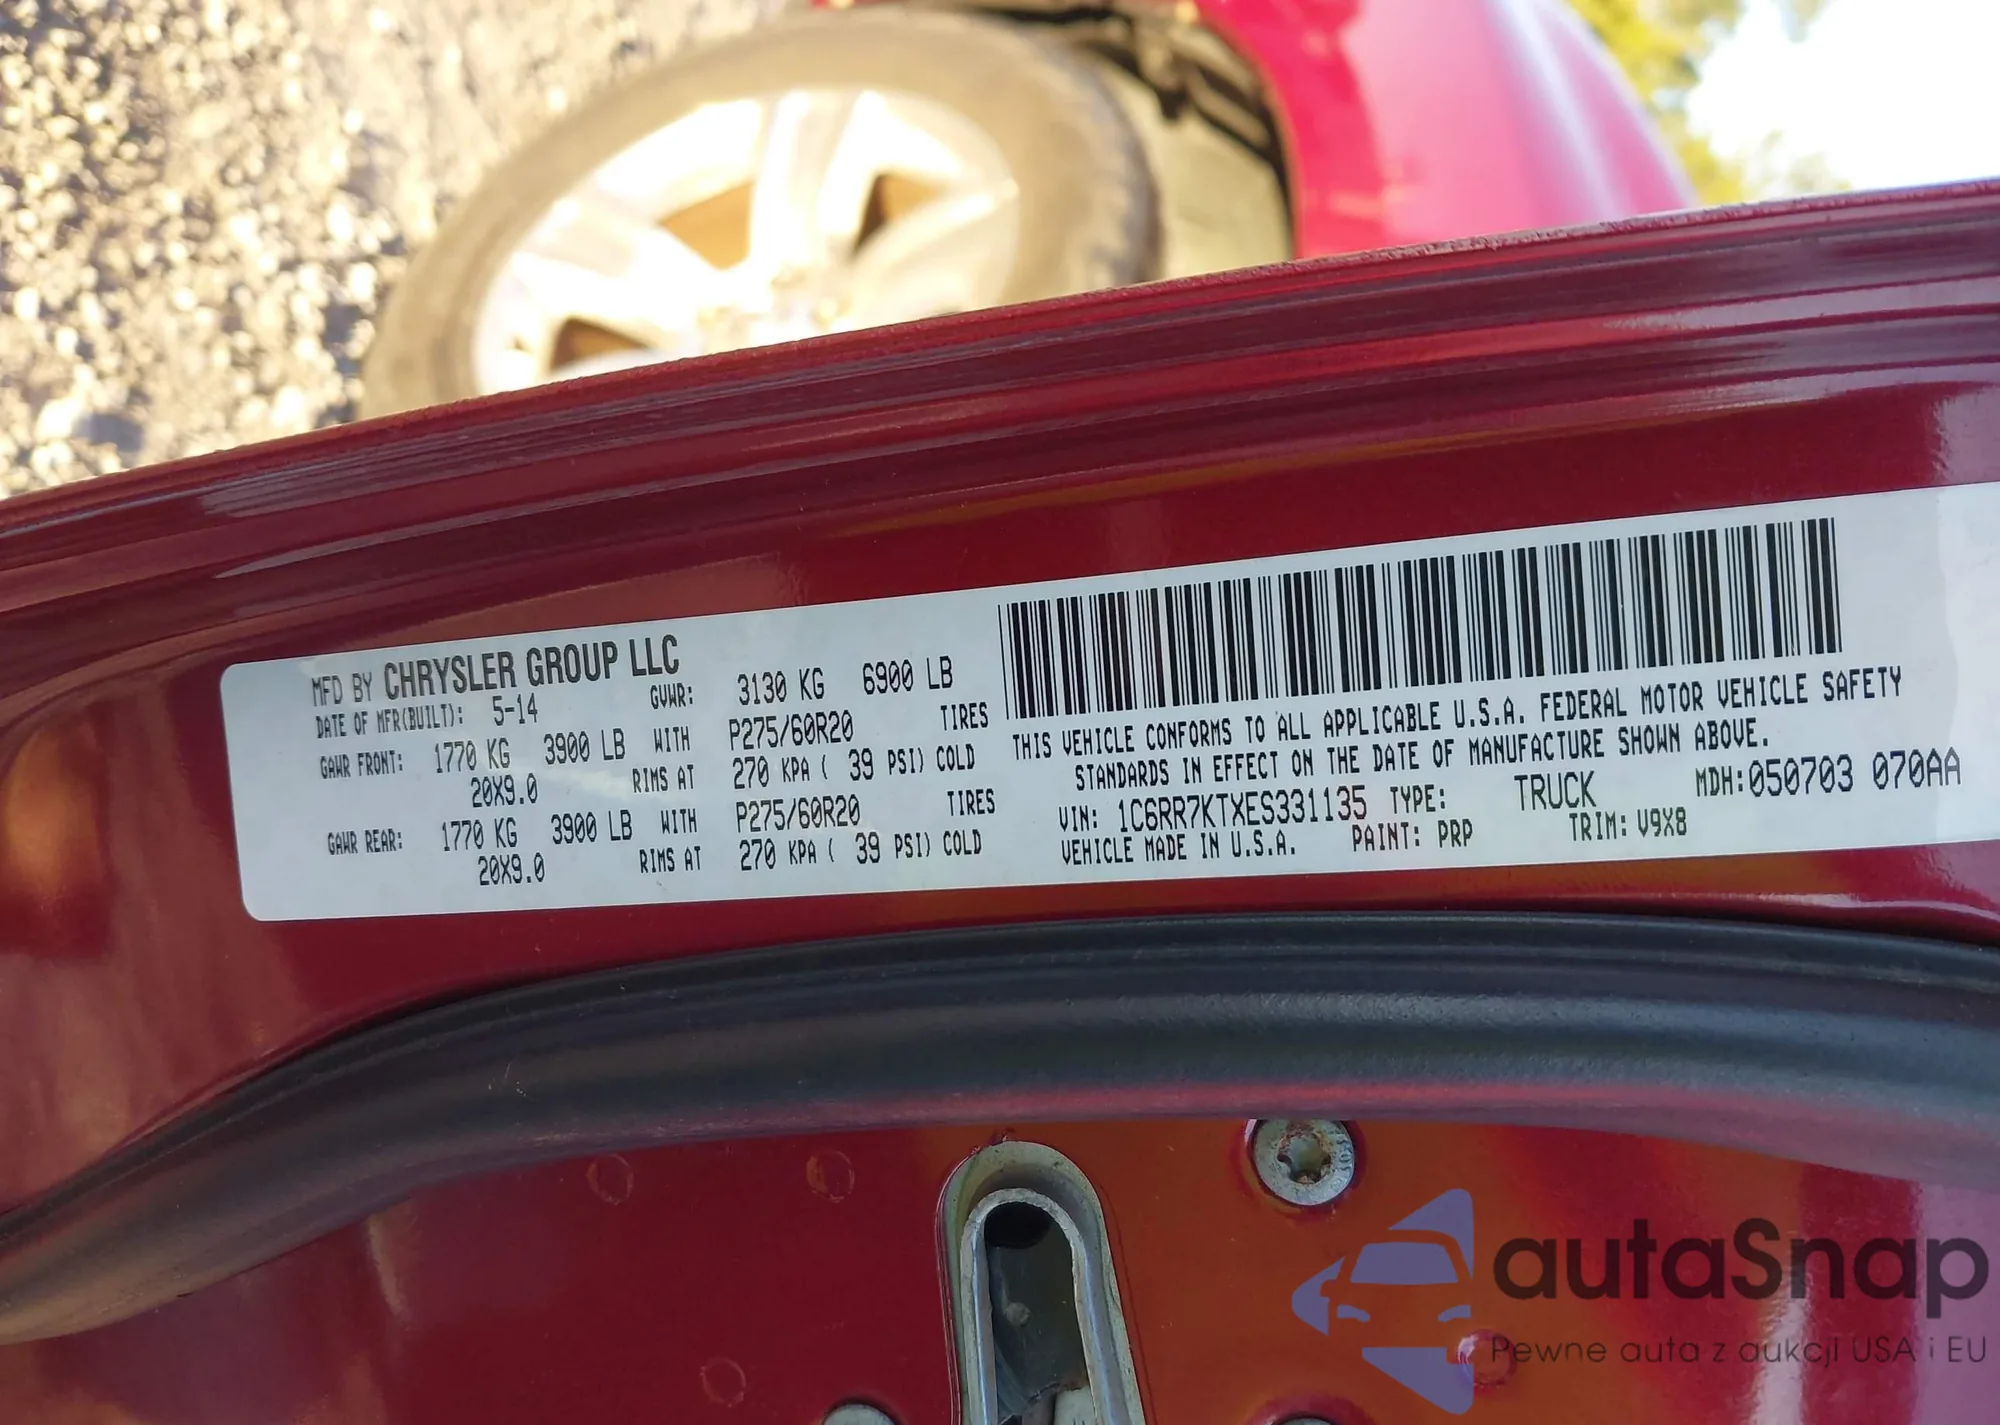 MFD BY CHRYSLER GROUP LLC
DATE OF MFR(BUILT): 5-14 GVWR: 3130 KG 6900 LB
GAWR FRONT: 1770 KG 3900 LB WITH P275/60R20 TIRES
20X9.0 RIMS AT 270 KPA ( 39 PSI) COLD
GAWR REAR: 1770 KG 3900 LB WITH P275/60R20 TIRES
20X9.0 RIMS AT 270 KPA ( 39 PSI) COLD
THIS VEHICLE CONFORMS TO ALL APPLICABLE U.S.A. FEDERAL MOTOR VEHICLE SAFETY
STANDARDS IN EFFECT ON THE DATE OF MANUFACTURE SHOWN ABOVE.
VIN: 1C6RR7KTXES331135 TYPE: TRUCK MDH:050703 070AA
VEHICLE MADE IN U.S.A. PAINT: PRP TRIM: V9X8
autaSnap
Pewne auta z aukcji USA i EU